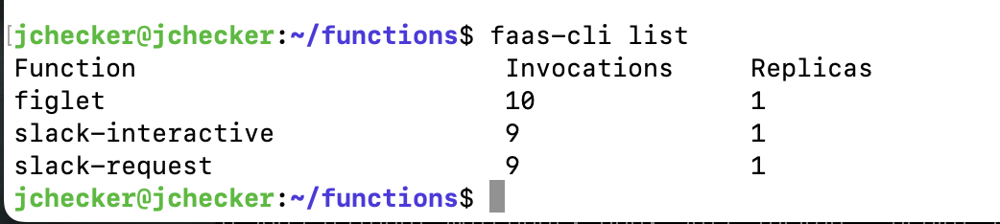 jchecker@jchecker:~/functions$ faas-cli list
Function                        Invocations     Replicas
figlet                          10              1
slack-interactive               9               1
slack-request                   9               1
jchecker@jchecker:~/functions$